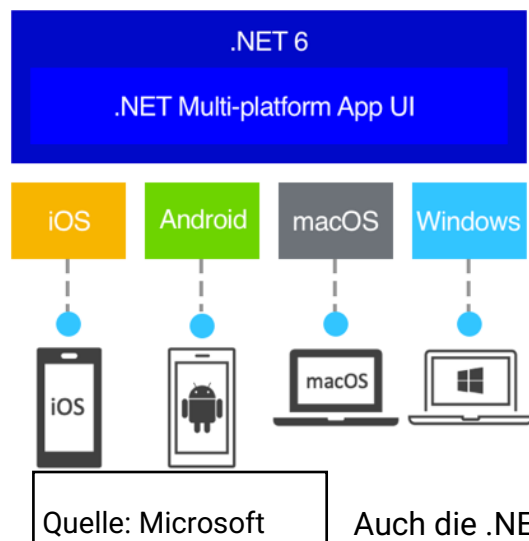 .NET 6
.NET Multi-platform App UI
iOS Android macOS Windows
iOS macOS
Quelle: Microsoft
Auch die .NE